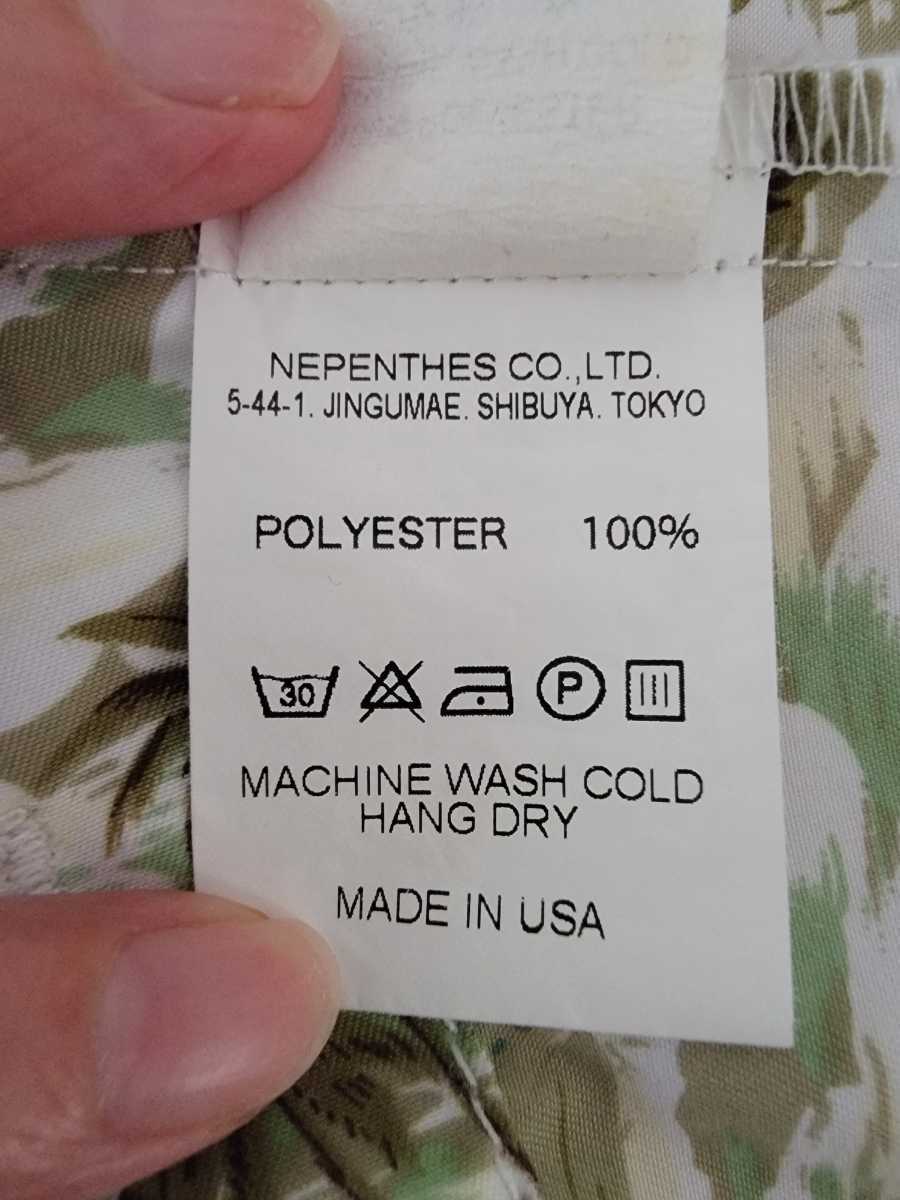 NEPENTHES CO.,LTD.
5-44-1. JINGUMAE. SHIBUYA. TOKYO
POLYESTER 100%
30 P
MACHINE WASH COLD
HANG DRY
MADE IN USA